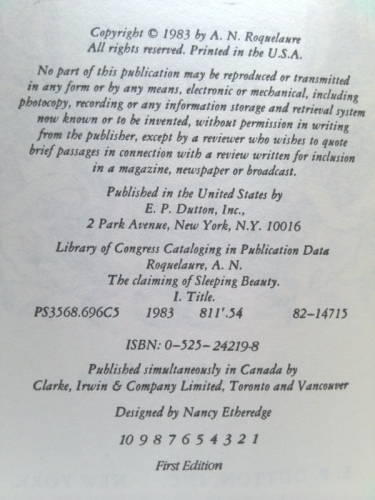 Copyright © 1983 by A. N. Roquelaure
All rights reserved. Printed in the U.S.A.
No part of this publication may be reproduced or transmitted
in any form or by any means, electronic or mechanical, including
photocopy, recording or any information storage and retrieval system
now known or to be invented, without permission in writing
from the publisher, except by a reviewer who wishes to quote
brief passages in connection with a review written for inclusion
in a magazine, newspaper or broadcast.
Published in the United States by
E. P. Dutton, Inc.,
2 Park Avenue, New York, N.Y. 10016
Library of Congress Cataloging in Publication Data
Roquelaure, A. N.
The claiming of Sleeping Beauty.
I. Title.
PS3568.696C5 1983 811'.54 82-14715
ISBN: 0-525-24219-8
Published simultaneously in Canada by
Clarke, Irwin & Company Limited, Toronto and Vancouver
Designed by Nancy Etheredge
10 9 8 7 6 5 4 3 2 1
First Edition